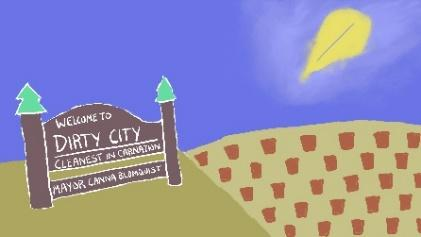 WELCOME TO
DIRTY CITY
CLEANEST IN CARNATION
MAYOR CANNA BLOMQUIST